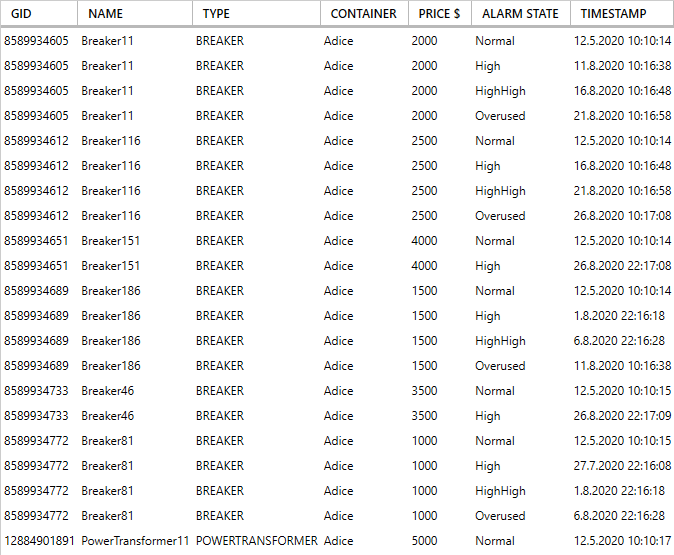 GID NAME TYPE CONTAINER PRICE $ ALARM STATE TIMESTAMP
8589934605 Breaker11 BREAKER Adice 2000 Normal 12.5.2020 10:10:14
8589934605 Breaker11 BREAKER Adice 2000 High 11.8.2020 10:16:38
8589934605 Breaker11 BREAKER Adice 2000 HighHigh 16.8.2020 10:16:48
8589934605 Breaker11 BREAKER Adice 2000 Overused 21.8.2020 10:16:58
8589934612 Breaker116 BREAKER Adice 2500 Normal 12.5.2020 10:10:14
8589934612 Breaker116 BREAKER Adice 2500 High 16.8.2020 10:16:48
8589934612 Breaker116 BREAKER Adice 2500 HighHigh 21.8.2020 10:16:58
8589934612 Breaker116 BREAKER Adice 2500 Overused 26.8.2020 10:17:08
8589934651 Breaker151 BREAKER Adice 4000 Normal 12.5.2020 10:10:14
8589934651 Breaker151 BREAKER Adice 4000 High 26.8.2020 22:17:08
8589934689 Breaker186 BREAKER Adice 1500 Normal 12.5.2020 10:10:14
8589934689 Breaker186 BREAKER Adice 1500 High 1.8.2020 22:16:18
8589934689 Breaker186 BREAKER Adice 1500 HighHigh 6.8.2020 22:16:28
8589934689 Breaker186 BREAKER Adice 1500 Overused 11.8.2020 10:16:38
8589934733 Breaker46 BREAKER Adice 3500 Normal 12.5.2020 10:10:15
8589934733 Breaker46 BREAKER Adice 3500 High 26.8.2020 22:17:09
8589934772 Breaker81 BREAKER Adice 1000 Normal 12.5.2020 10:10:15
8589934772 Breaker81 BREAKER Adice 1000 High 27.7.2020 22:16:08
8589934772 Breaker81 BREAKER Adice 1000 HighHigh 1.8.2020 22:16:18
8589934772 Breaker81 BREAKER Adice 1000 Overused 6.8.2020 22:16:28
12884901891 PowerTransformer11 POWERTRANSFORMER Adice 5000 Normal 12.5.2020 10:10:17